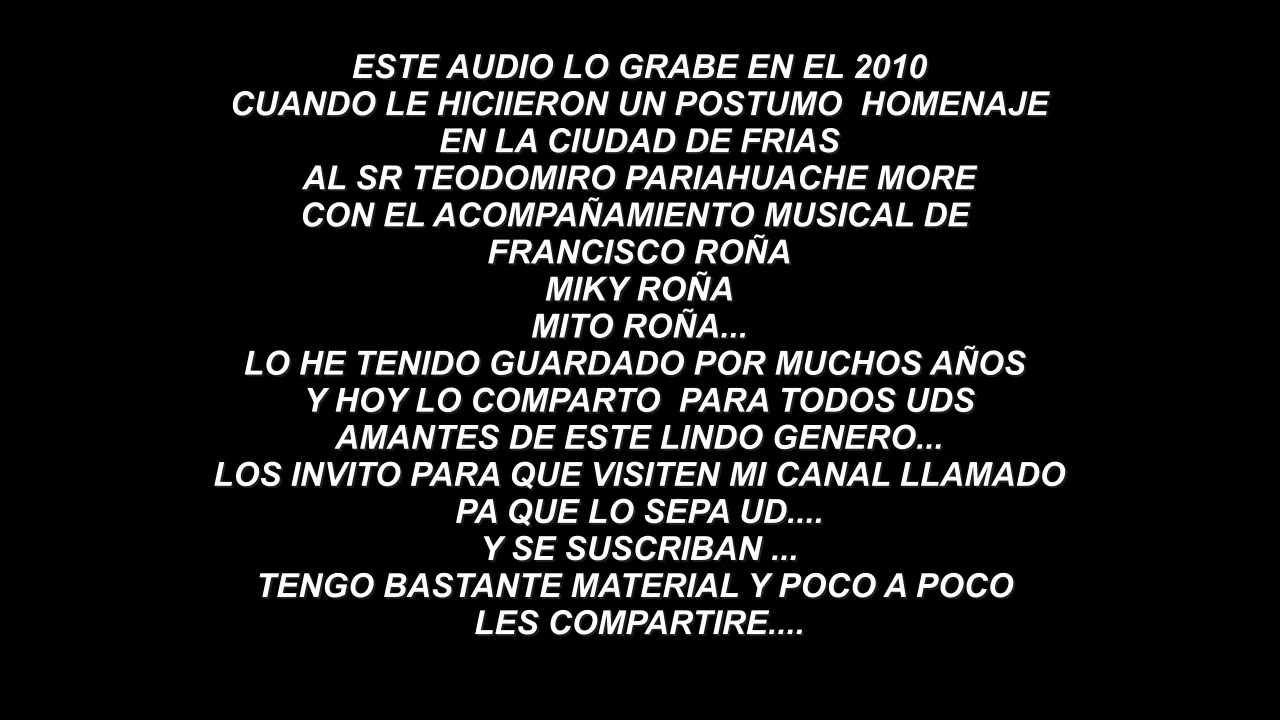 ESTE AUDIO LO GRABE EN EL 2010
CUANDO LE HICIIERON UN POSTUMO  HOMENAJE
EN LA CIUDAD DE FRIAS
AL SR TEODOMIRO PARIAHUACHE MORE
CON EL ACOMPAÑAMIENTO MUSICAL DE
FRANCISCO ROÑA
MIKY ROÑA
MITO ROÑA...
LO HE TENIDO GUARDADO POR MUCHOS AÑOS
Y HOY LO COMPARTO  PARA TODOS UDS
AMANTES DE ESTE LINDO GENERO...
LOS INVITO PARA QUE VISITEN MI CANAL LLAMADO
PA QUE LO SEPA UD....
Y SE SUSCRIBAN ...
TENGO BASTANTE MATERIAL Y POCO A POCO
LES COMPARTIRE....